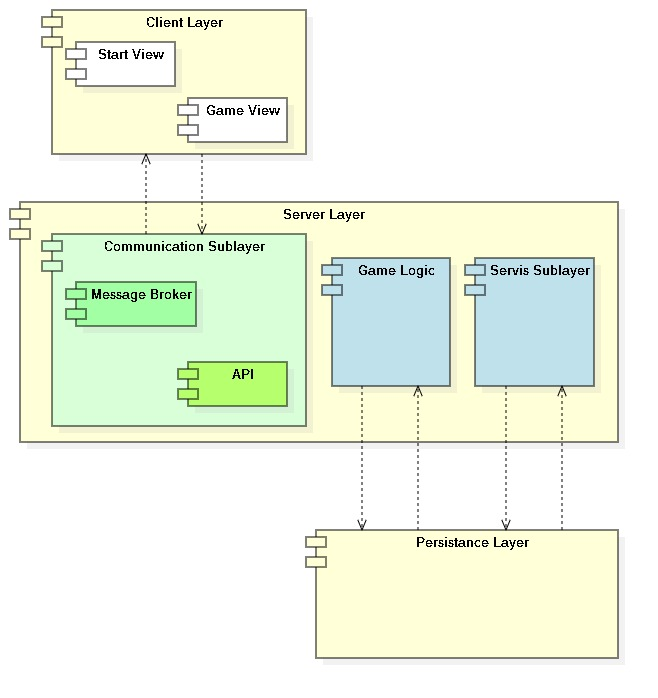 Client Layer
Start View
Game View
Server Layer
Communication Sublayer
Message Broker
API
Game Logic
Servis Sublayer
Persistance Layer